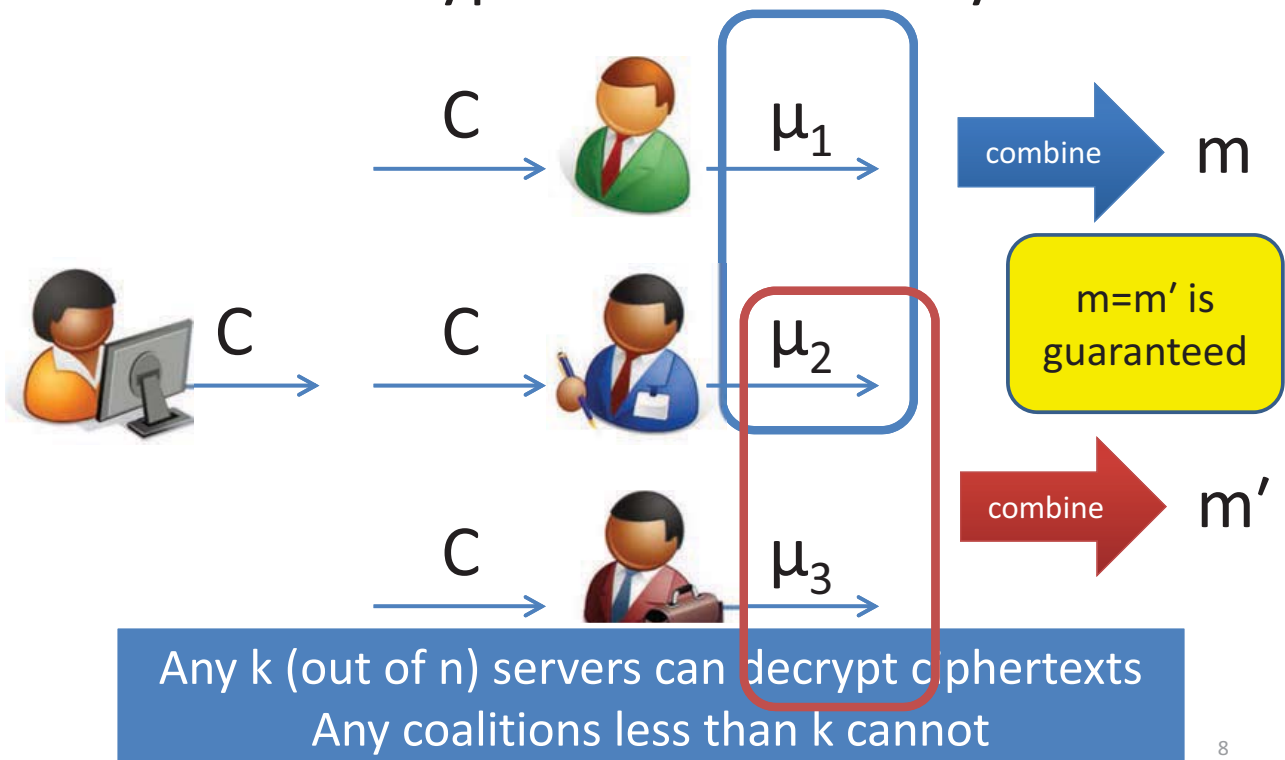 C
μ₁
combine
m
m=m′ is
guaranteed
C
C
μ₂
combine
m′
C
μ₃
Any k (out of n) servers can decrypt ciphertexts
Any coalitions less than k cannot
8